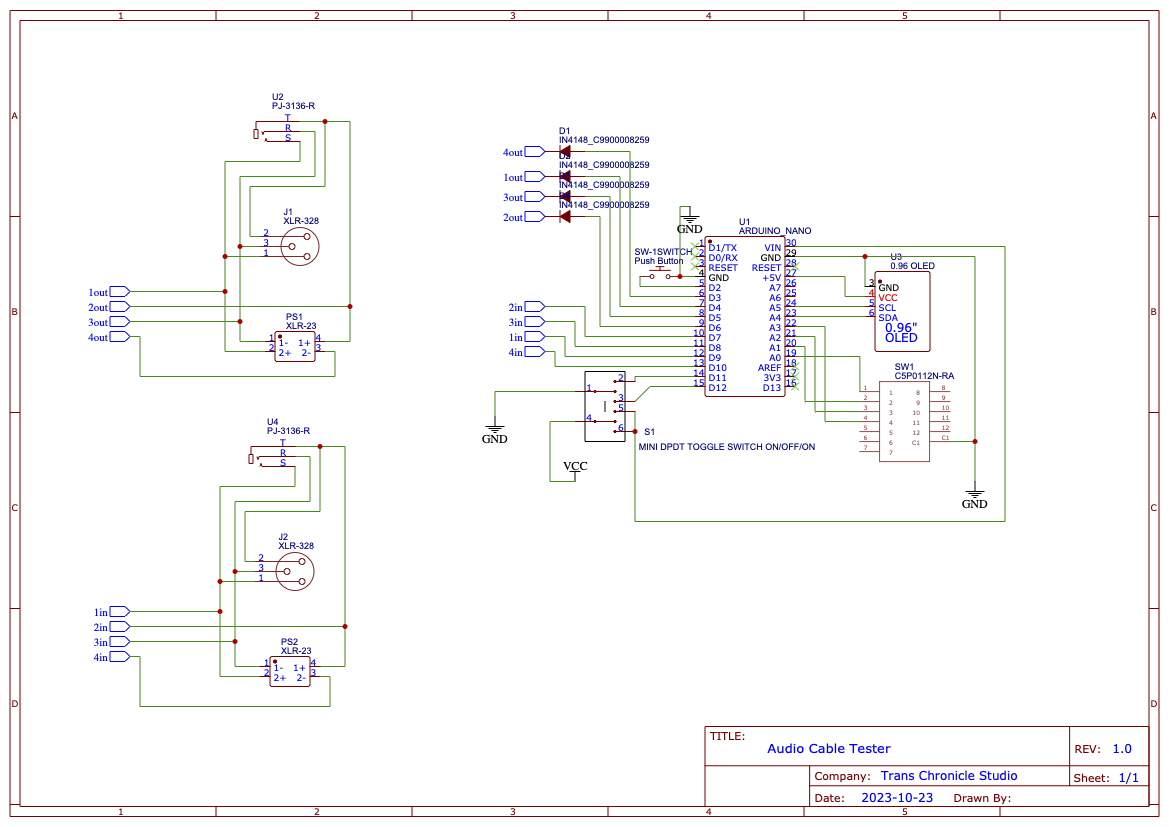 1 2 3 4 5
A A
B B
C C
D D
1 2 3 4 5
U2
PJ-3136-R
T
R
S
J1
XLR-328
2
3
1
1out
2out
3out
4out
PS1
XLR-23
1 1- 1+ 4
2 2+ 2- 3
U4
PJ-3136-R
T
R
S
J2
XLR-328
2
3
1
1in
2in
3in
4in
PS2
XLR-23
1 1- 1+ 4
2 2+ 2- 3
D1
IN4148_C9900008259
4out
D2
IN4148_C9900008259
1out
IN4148_C9900008259
3out
IN4148_C9900008259
2out
GND
SW-1SWITCH
Push Button
2in
3in
1in
4in
U1
ARDUINO_NANO
1 D1/TX VIN 30
2 D0/RX GND 29
3 RESET RESET 28
4 GND +5V 27
5 D2 A7 26
6 D3 A6 25
7 D4 A5 24
8 D5 A4 23
9 D6 A3 22
10 D7 A2 21
11 D8 A1 20
12 D9 A0 19
13 D10 AREF 18
14 D11 3V3 17
15 D12 D13 16
U3
0.96 OLED
3 GND
4 VCC
5 SCL
6 SDA
0.96"
OLED
SW1
C5P0112N-RA
1 1 8 8
2 2 9 9
3 3 10 10
4 4 11 11
5 5 12 12
6 6 C1 C1
7 7
GND
1 2
3
4 5
6
S1
MINI DPDT TOGGLE SWITCH ON/OFF/ON
GND
VCC
TITLE:
Audio Cable Tester
REV: 1.0
Company: Trans Chronicle Studio
Sheet: 1/1
Date: 2023-10-23 Drawn By: